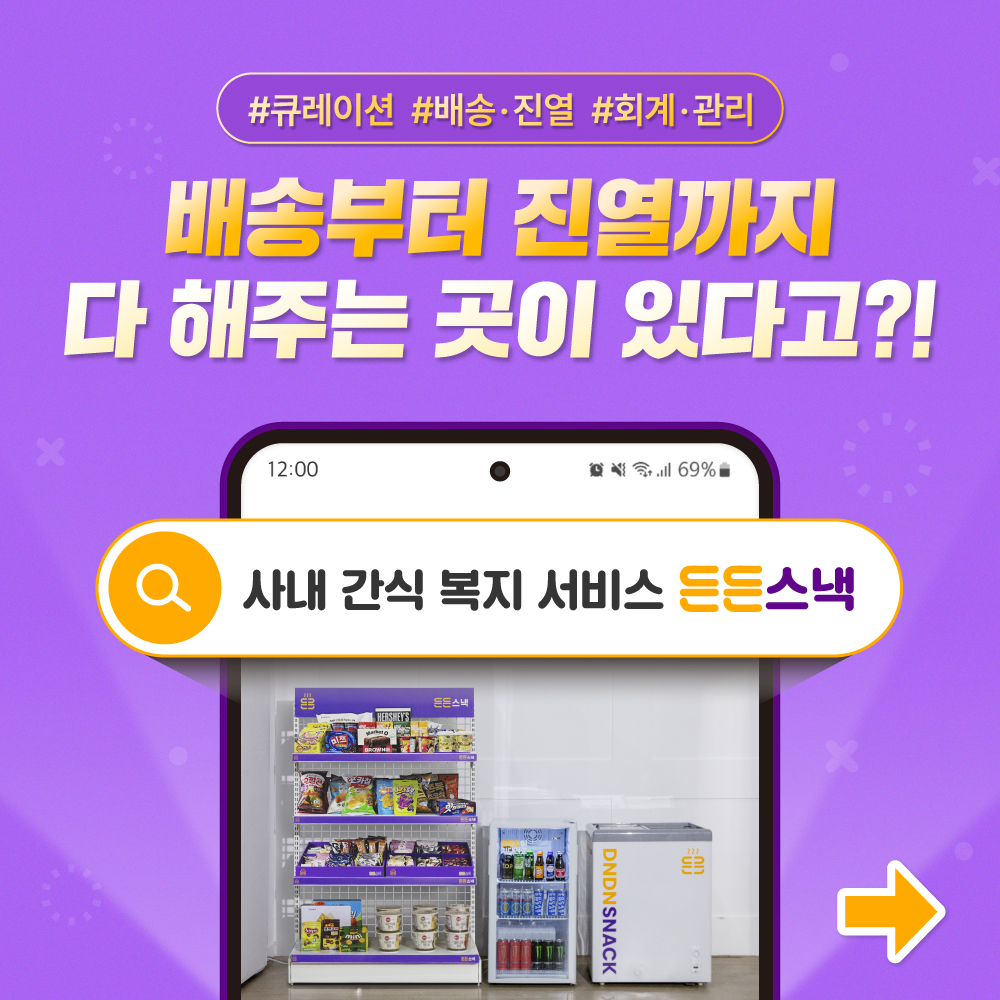 #큐레이션 #배송·진열 #회계·관리
배송부터 진열까지
다 해주는 곳이 있다고?!
12:00 69%
사내 간식 복지 서비스 든든스낵
든든스낵
HERSHEY'S
Market O
BROWNIE
DNDNSNACK